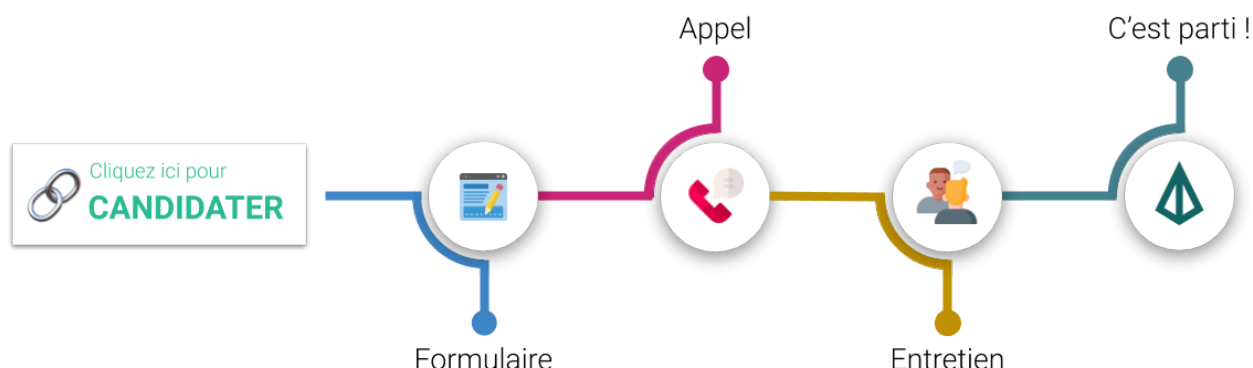 Cliquez ici pour
CANDIDATER
Formulaire
Appel
Entretien
C'est parti !